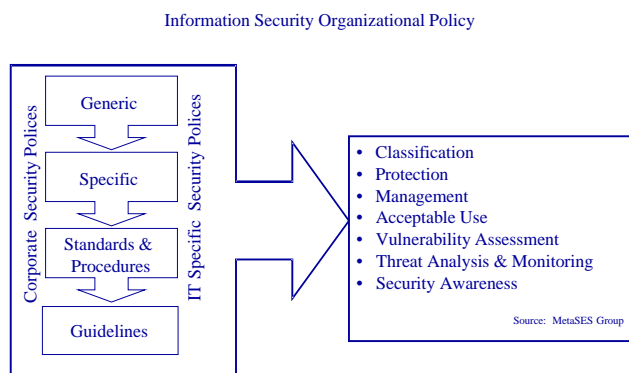 Information Security Organizational Policy
Corporate Security Polices
Generic
Specific
Standards &
Procedures
Guidelines
IT Specific Security Polices
• Classification
• Protection
• Management
• Acceptable Use
• Vulnerability Assessment
• Threat Analysis & Monitoring
• Security Awareness
Source: MetaSES Group